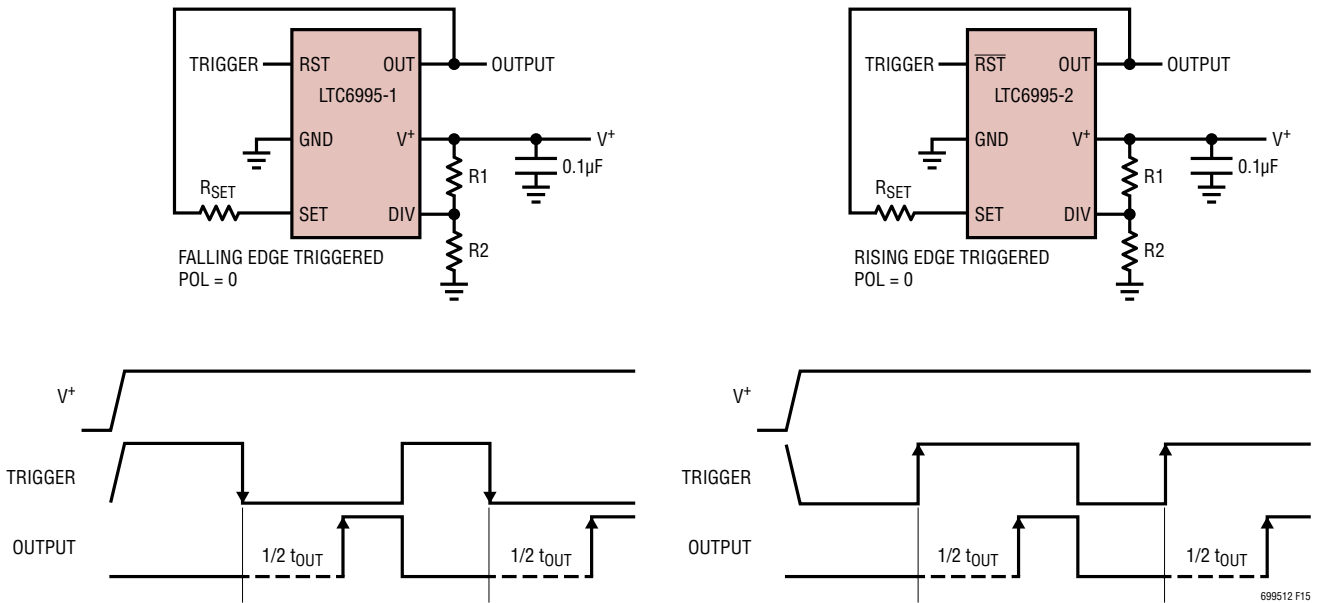 TRIGGER RST OUT OUTPUT
LTC6995-1
GND V+ V+
R1 0.1µF
RSET
SET DIV
R2
FALLING EDGE TRIGGERED
POL = 0
TRIGGER R̅S̅T̅ OUT OUTPUT
LTC6995-2
GND V+ V+
R1 0.1µF
RSET
SET DIV
R2
RISING EDGE TRIGGERED
POL = 0
V+
TRIGGER
OUTPUT 1/2 tOUT 1/2 tOUT
V+
TRIGGER
OUTPUT 1/2 tOUT 1/2 tOUT
699512 F15